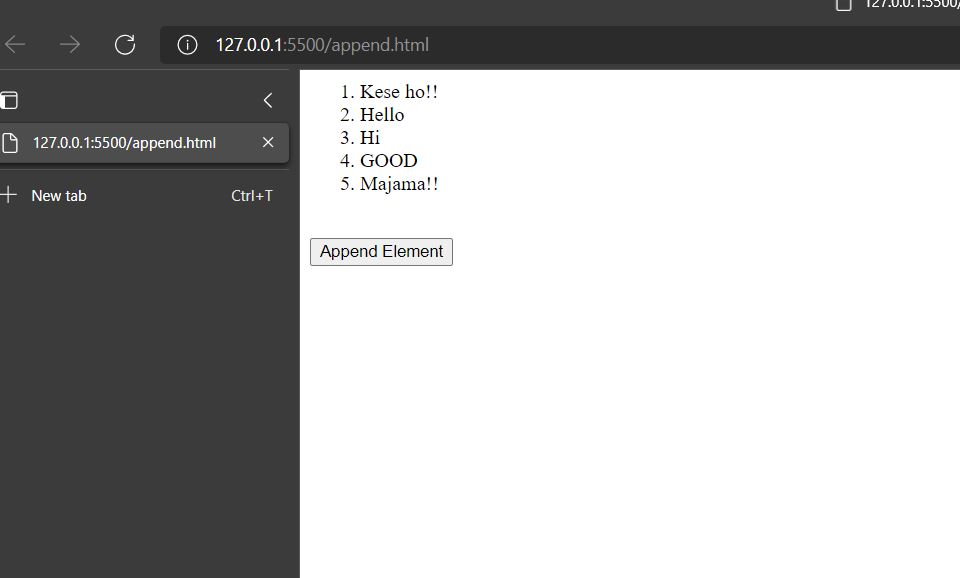 127.0.0.1:5500/
127.0.0.1:5500/append.html
127.0.0.1:5500/append.html
New tab Ctrl+T
1. Kese ho!!
2. Hello
3. Hi
4. GOOD
5. Majama!!
Append Element